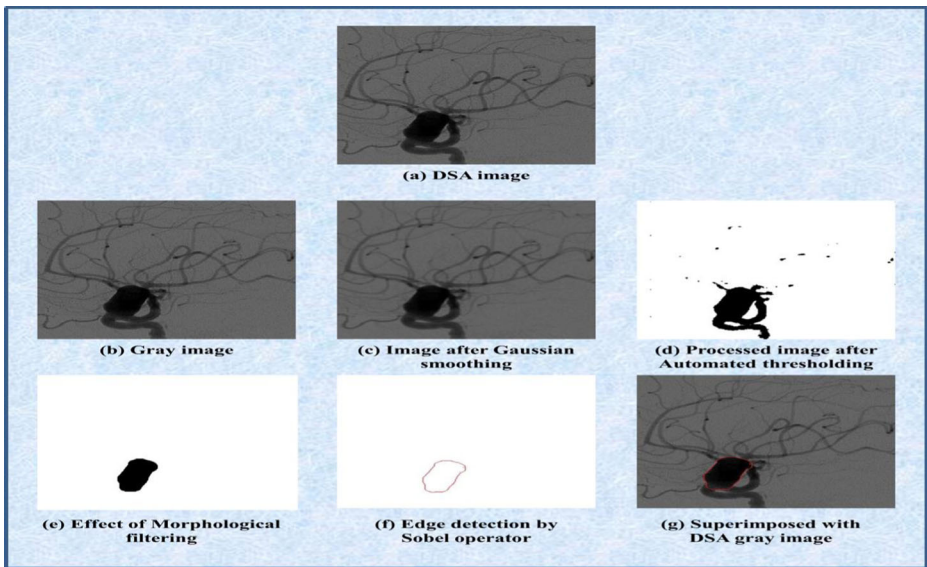 (a) DSA image
(b) Gray image
(c) Image after Gaussian
smoothing
(d) Processed image after
Automated thresholding
(e) Effect of Morphological
filtering
(f) Edge detection by
Sobel operator
(g) Superimposed with
DSA gray image